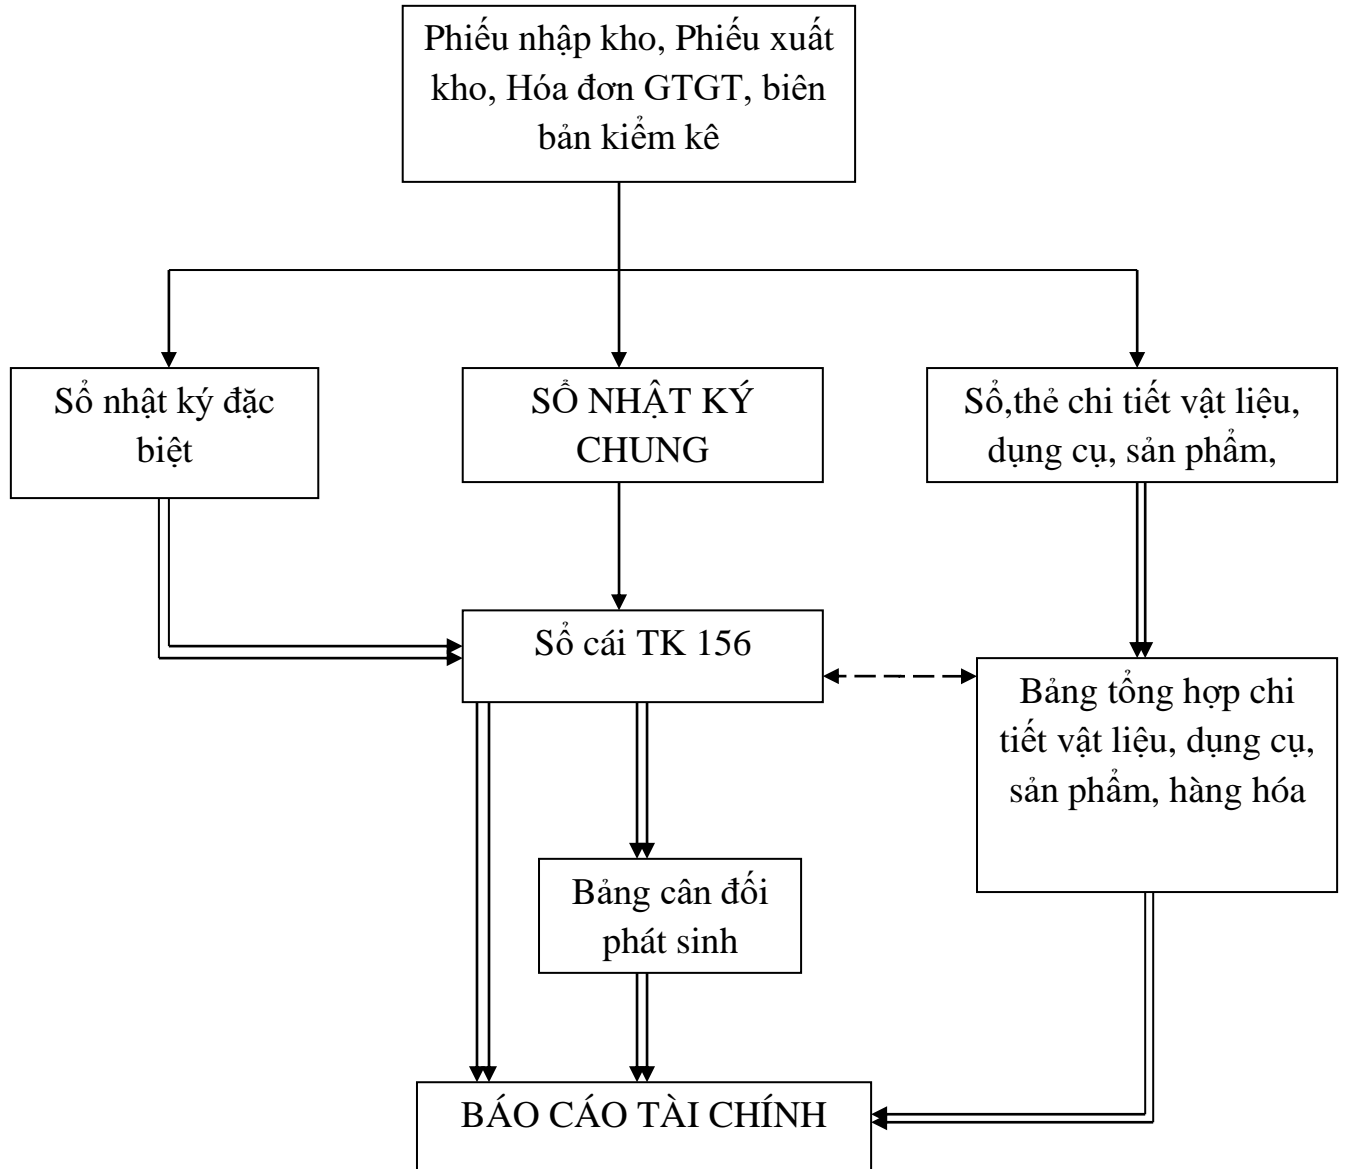 Phiếu nhập kho, Phiếu xuất
kho, Hóa đơn GTGT, biên
bản kiểm kê
Sổ nhật ký đặc
biệt
SỔ NHẬT KÝ
CHUNG
Sổ,thẻ chi tiết vật liệu,
dụng cụ, sản phẩm,
Sổ cái TK 156
Bảng tổng hợp chi
tiết vật liệu, dụng cụ,
sản phẩm, hàng hóa
Bảng cân đối
phát sinh
BÁO CÁO TÀI CHÍNH